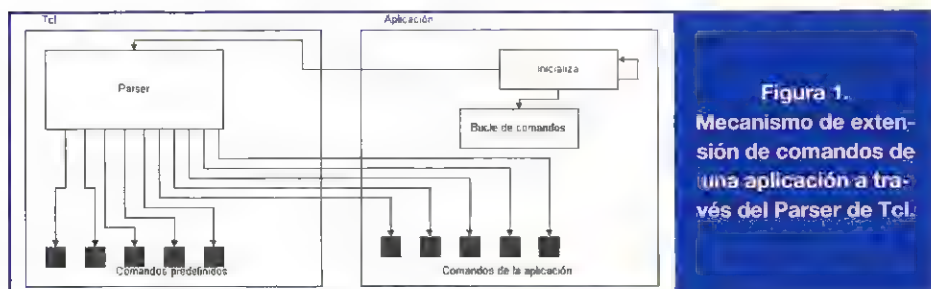 Tcl
Aplicación
Parser
Inicializa
Bucle de comandos
Comandos predefinidos
Comandos de la aplicación
Figura 1.
Mecanismo de exten-
sión de comandos de
una aplicación a tra-
vés del Parser de Tcl.